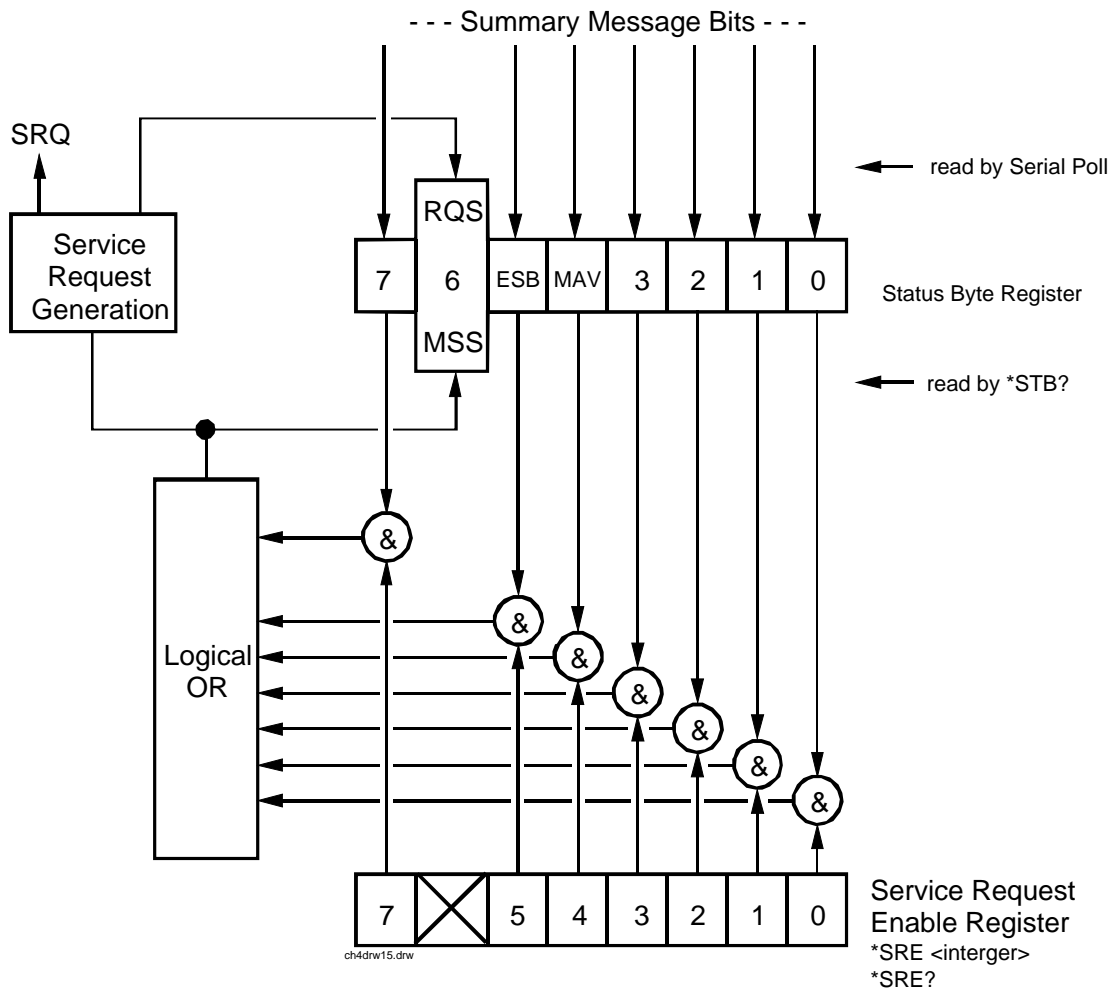 - - - Summary Message Bits - - -
SRQ
read by Serial Poll
Service
Request
Generation
RQS
7 6 ESB MAV 3 2 1 0
Status Byte Register
MSS
read by *STB?
&
&
&
&
&
&
&
Logical
OR
7 5 4 3 2 1 0
Service Request
Enable Register
*SRE <interger>
*SRE?
ch4drw15.drw